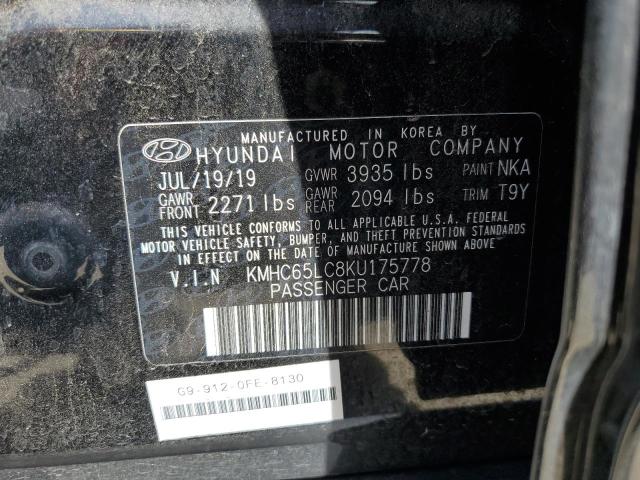 MANUFACTURED IN KOREA BY
HYUNDAI MOTOR COMPANY
JUL/19/19 GVWR 3935 lbs PAINT NKA
GAWR FRONT 2271 lbs GAWR REAR 2094 lbs TRIM T9Y
THIS VEHICLE CONFORMS TO ALL APPLICABLE U.S.A. FEDERAL
MOTOR VEHICLE SAFETY, BUMPER, AND THEFT PREVENTION
STANDARDS IN EFFECT ON THE DATE OF MANUFACTURE SHOWN ABOVE.
V.I.N KMHC65LC8KU175778
PASSENGER CAR
G9-912-0FE-8130